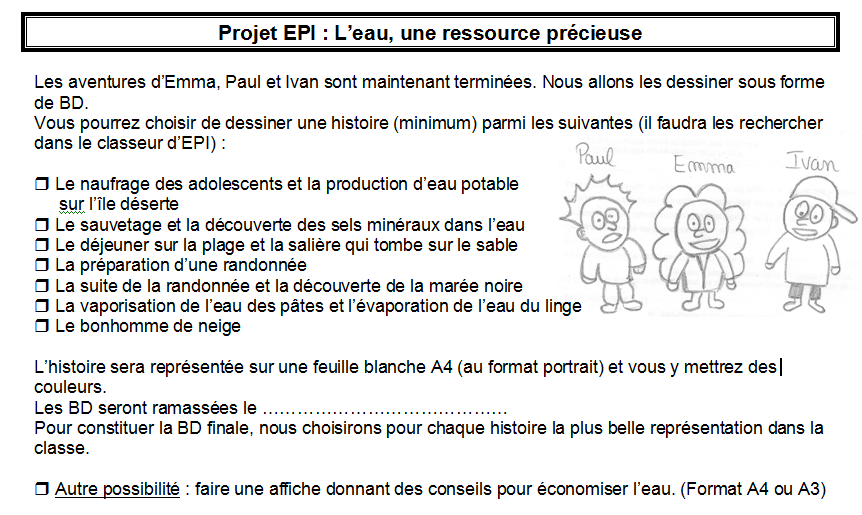 Projet EPI : L'eau, une ressource précieuse
Les aventures d'Emma, Paul et Ivan sont maintenant terminées. Nous allons les dessiner sous forme
de BD.
Vous pourrez choisir de dessiner une histoire (minimum) parmi les suivantes (il faudra les rechercher
dans le classeur d'EPI) :
Paul Emma Ivan
❒ Le naufrage des adolescents et la production d'eau potable
sur l'île déserte
❒ Le sauvetage et la découverte des sels minéraux dans l'eau
❒ Le déjeuner sur la plage et la salière qui tombe sur le sable
❒ La préparation d'une randonnée
❒ La suite de la randonnée et la découverte de la marée noire
❒ La vaporisation de l'eau des pâtes et l'évaporation de l'eau du linge
❒ Le bonhomme de neige
L'histoire sera représentée sur une feuille blanche A4 (au format portrait) et vous y mettrez des
couleurs.
Les BD seront ramassées le ……………………………………
Pour constituer la BD finale, nous choisirons pour chaque histoire la plus belle représentation dans la
classe.
❒ Autre possibilité : faire une affiche donnant des conseils pour économiser l'eau. (Format A4 ou A3)